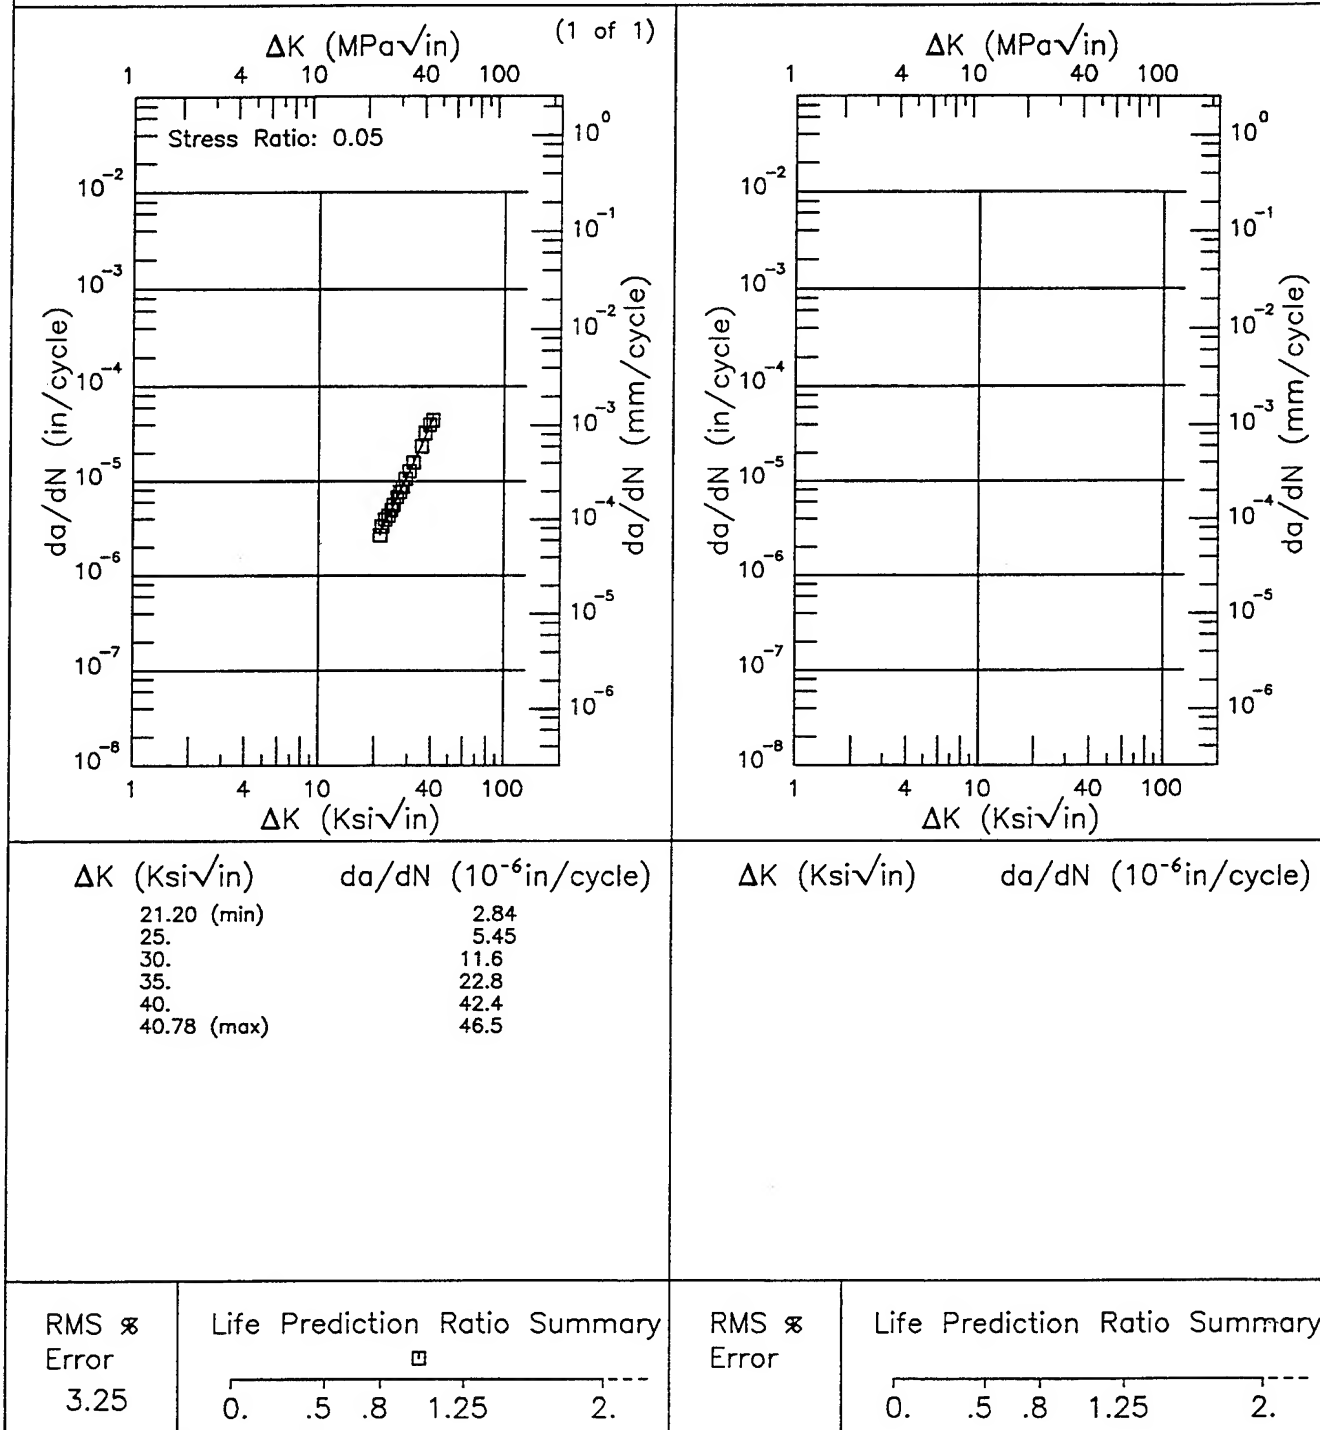 (1 of 1)
ΔK (MPa√in)
1 4 10 40 100
Stress Ratio: 0.05
da/dN (in/cycle)
10⁻²
10⁻³
10⁻⁴
10⁻⁵
10⁻⁶
10⁻⁷
10⁻⁸
10⁰
10⁻¹
10⁻²
10⁻³
10⁻⁴
10⁻⁵
10⁻⁶
da/dN (mm/cycle)
1 4 10 40 100
ΔK (Ksi√in)
ΔK (Ksi√in) da/dN (10⁻⁶in/cycle)
21.20 (min) 2.84
25. 5.45
30. 11.6
35. 22.8
40. 42.4
40.78 (max) 46.5
RMS %
Error
3.25
Life Prediction Ratio Summary
0. .5 .8 1.25 2.
ΔK (MPa√in)
1 4 10 40 100
da/dN (in/cycle)
10⁻²
10⁻³
10⁻⁴
10⁻⁵
10⁻⁶
10⁻⁷
10⁻⁸
10⁰
10⁻¹
10⁻²
10⁻³
10⁻⁴
10⁻⁵
10⁻⁶
da/dN (mm/cycle)
1 4 10 40 100
ΔK (Ksi√in)
ΔK (Ksi√in) da/dN (10⁻⁶in/cycle)
RMS %
Error
Life Prediction Ratio Summary
0. .5 .8 1.25 2.